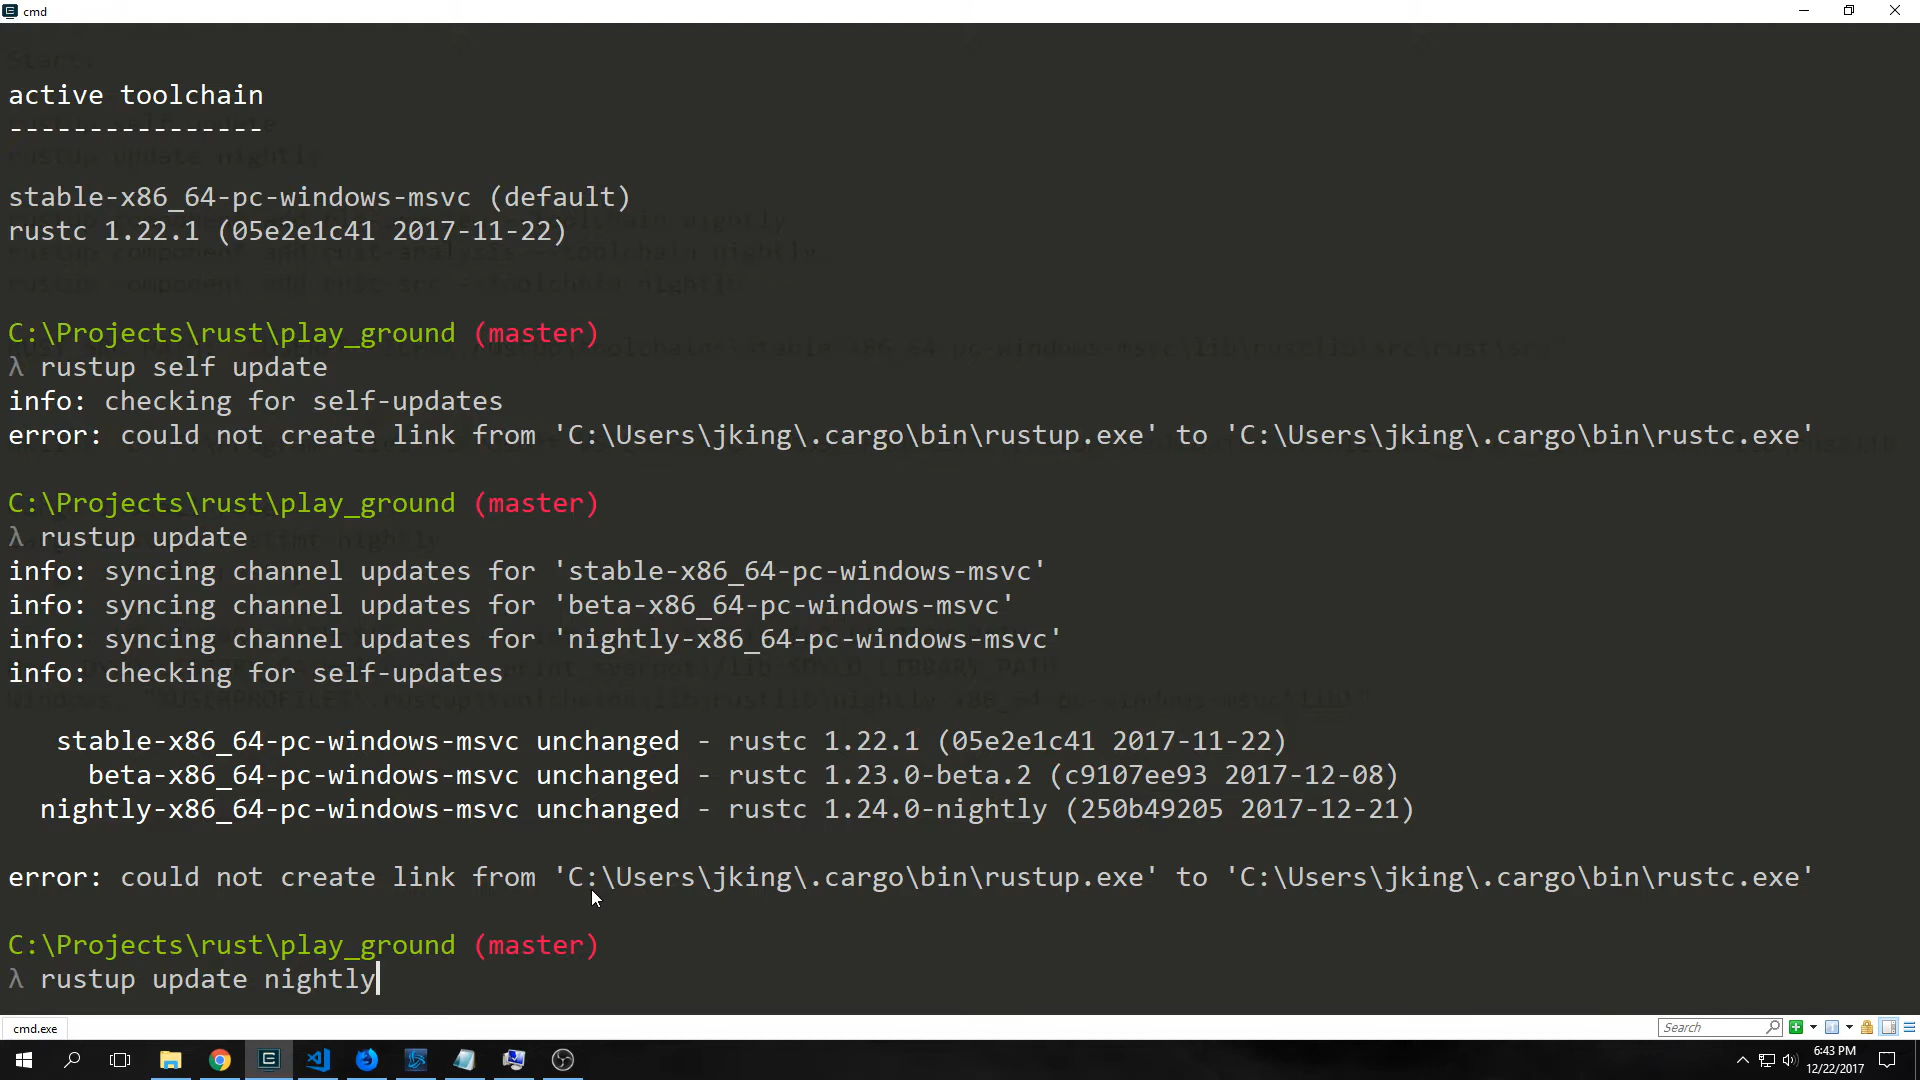 cmd
Start.
active toolchain
----------------
rustup self update
rustup update nightly
stable-x86_64-pc-windows-msvc (default)
rustc 1.22.1 (05e2e1c41 2017-11-22)
C:\Projects\rust\play_ground (master)
λ rustup self update
info: checking for self-updates
error: could not create link from 'C:\Users\jking\.cargo\bin\rustup.exe' to 'C:\Users\jking\.cargo\bin\rustc.exe'
C:\Projects\rust\play_ground (master)
λ rustup update
info: syncing channel updates for 'stable-x86_64-pc-windows-msvc'
info: syncing channel updates for 'beta-x86_64-pc-windows-msvc'
info: syncing channel updates for 'nightly-x86_64-pc-windows-msvc'
info: checking for self-updates
stable-x86_64-pc-windows-msvc unchanged - rustc 1.22.1 (05e2e1c41 2017-11-22)
beta-x86_64-pc-windows-msvc unchanged - rustc 1.23.0-beta.2 (c9107ee93 2017-12-08)
nightly-x86_64-pc-windows-msvc unchanged - rustc 1.24.0-nightly (250b49205 2017-12-21)
error: could not create link from 'C:\Users\jking\.cargo\bin\rustup.exe' to 'C:\Users\jking\.cargo\bin\rustc.exe'
C:\Projects\rust\play_ground (master)
λ rustup update nightly
cmd.exe
Search
6:43 PM
12/22/2017